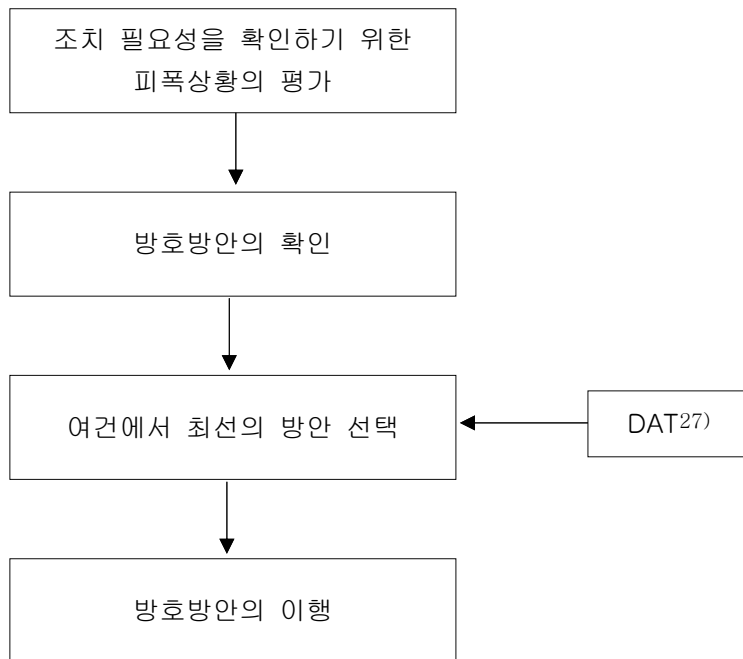 조치 필요성을 확인하기 위한
피폭상황의 평가
방호방안의 확인
여건에서 최선의 방안 선택
DAT27)
방호방안의 이행